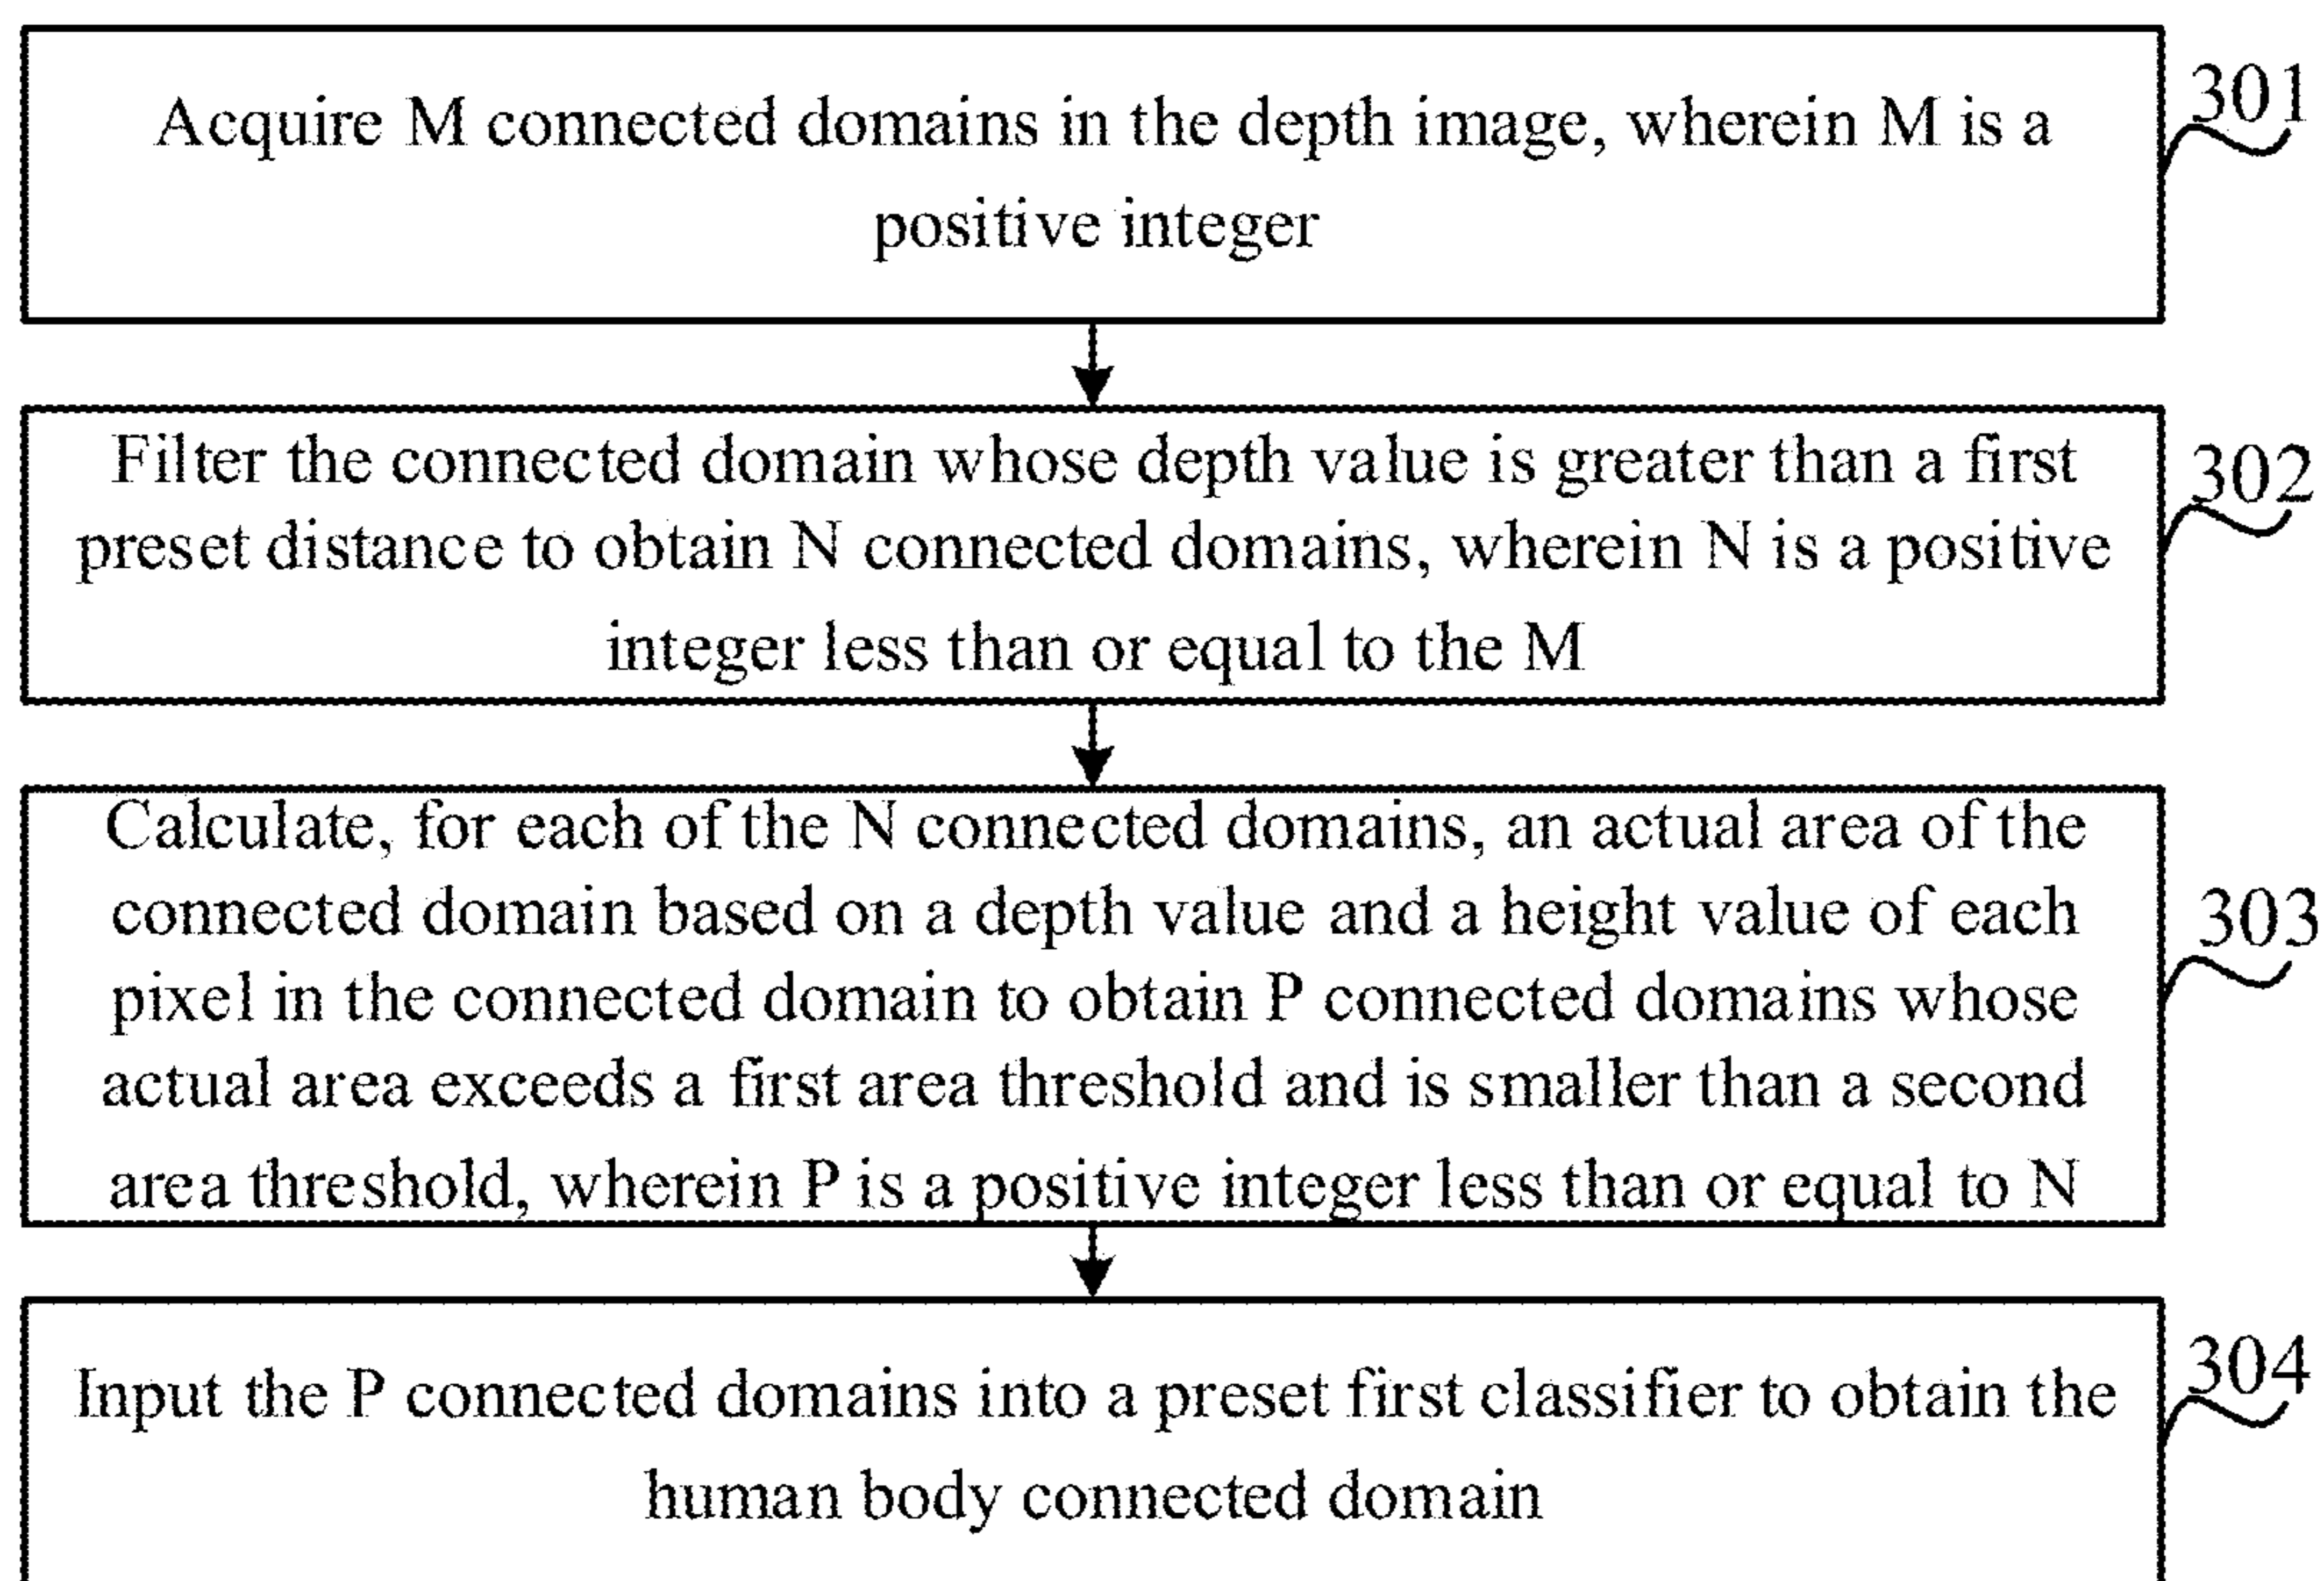 Acquire M connected domains in the depth image, wherein M is a
positive integer
301
Filter the connected domain whose depth value is greater than a first
preset distance to obtain N connected domains, wherein N is a positive
integer less than or equal to the M
302
Calculate, for each of the N connected domains, an actual area of the
connected domain based on a depth value and a height value of each
pixel in the connected domain to obtain P connected domains whose
actual area exceeds a first area threshold and is smaller than a second
area threshold, wherein P is a positive integer less than or equal to N
303
Input the P connected domains into a preset first classifier to obtain the
human body connected domain
304